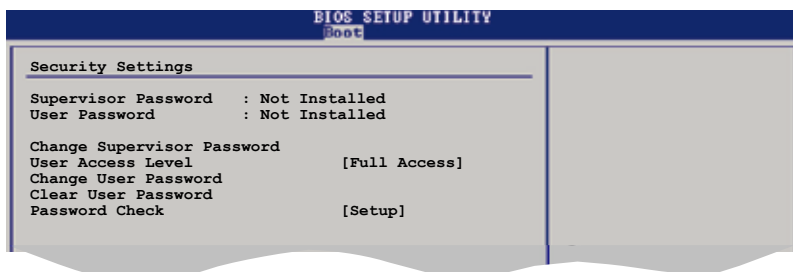 BIOS SETUP UTILITY
Boot
Security Settings
Supervisor Password : Not Installed
User Password : Not Installed
Change Supervisor Password
User Access Level [Full Access]
Change User Password
Clear User Password
Password Check [Setup]